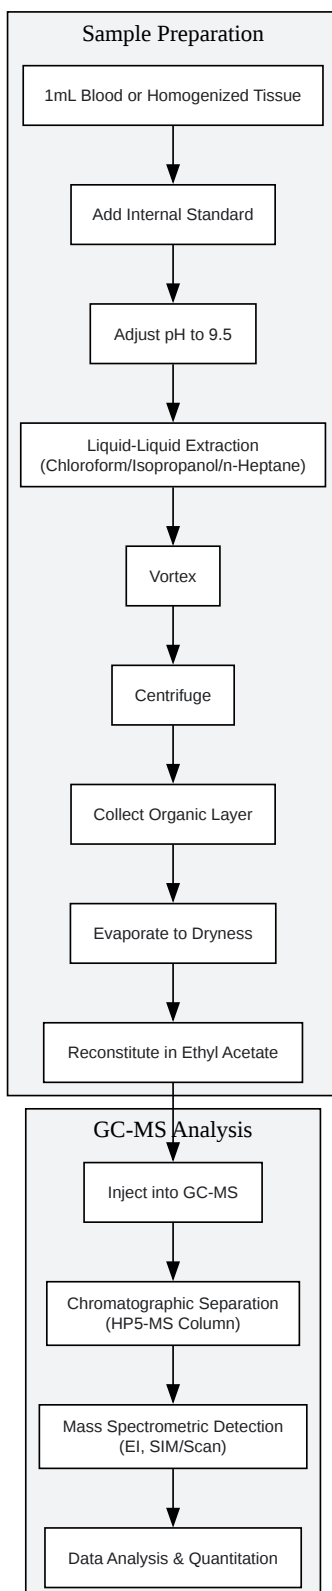 Sample Preparation
1mL Blood or Homogenized Tissue
Add Internal Standard
Adjust pH to 9.5
Liquid-Liquid Extraction
(Chloroform/Isopropanol/n-Heptane)
Vortex
Centrifuge
Collect Organic Layer
Evaporate to Dryness
Reconstitute in Ethyl Acetate
GC-MS Analysis
Inject into GC-MS
Chromatographic Separation
(HP5-MS Column)
Mass Spectrometric Detection
(EI, SIM/Scan)
Data Analysis & Quantitation